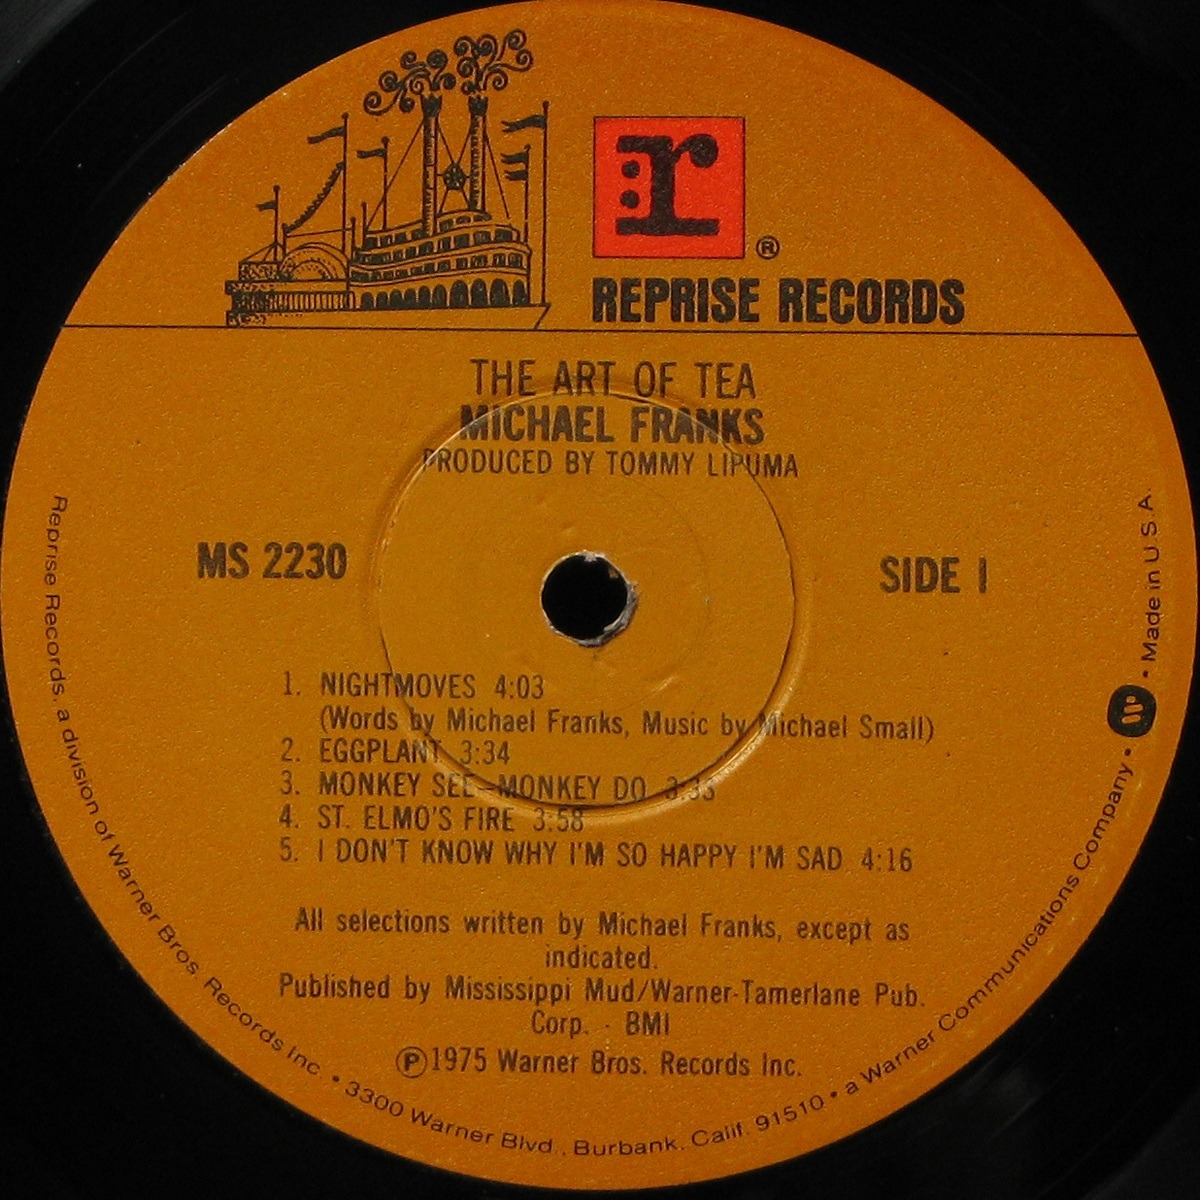 r
®
REPRISE RECORDS
THE ART OF TEA
MICHAEL FRANKS
PRODUCED BY TOMMY LIPUMA
MS 2230
SIDE 1
1. NIGHTMOVES 4:03
(Words by Michael Franks, Music by Michael Small)
2. EGGPLANT 3:34
3. MONKEY SEE—MONKEY DO
4. ST. ELMO'S FIRE 3:58
5. I DON'T KNOW WHY I'M SO HAPPY I'M SAD 4:16
All selections written by Michael Franks, except as
indicated.
Published by Mississippi Mud/Warner-Tamerlane Pub.
Corp. · BMI
Ⓟ1975 Warner Bros. Records Inc.
Reprise Records, a division of Warner Bros. Records Inc. • 3300 Warner Blvd., Burbank, Calif. 91510 • a Warner Communications Company • W • Made in U.S.A.